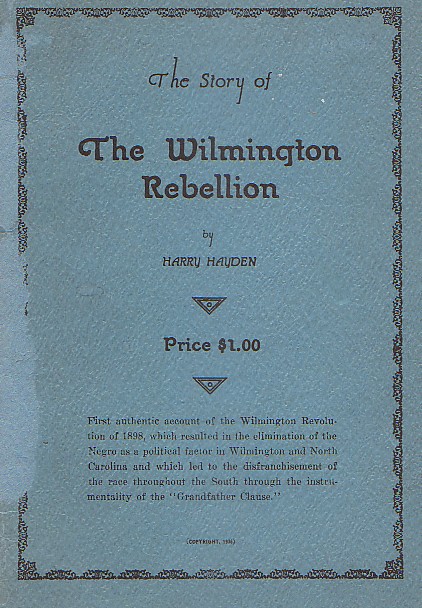 The Story of
The Wilmington
Rebellion
by
HARRY HAYDEN
Price $1.00
First authentic account of the Wilmington Revolu-
tion of 1898, which resulted in the elimination of the
Negro as a political factor in Wilmington and North
Carolina and which led to the disfranchisement of
the race throughout the South through the instru-
mentality of the "Grandfather Clause."
(COPYRIGHT, 1936)